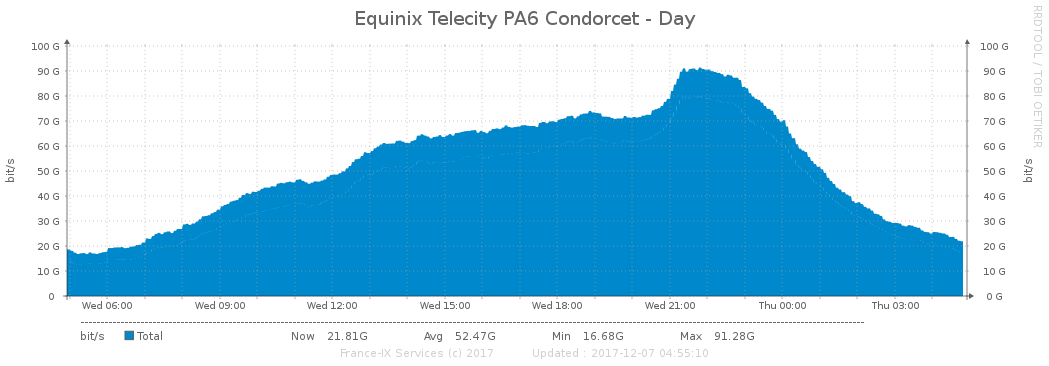 Equinix Telecity PA6 Condorcet - Day
RRDTOOL / TOBI OETIKER
100 G 100 G
90 G 90 G
80 G 80 G
70 G 70 G
60 G 60 G
50 G 50 G
40 G 40 G
30 G 30 G
20 G 20 G
10 G 10 G
0 0 G
bit/s bit/s
Wed 06:00 Wed 09:00 Wed 12:00 Wed 15:00 Wed 18:00 Wed 21:00 Thu 00:00 Thu 03:00
bit/s Total Now 21.81G Avg 52.47G Min 16.68G Max 91.28G
France-IX Services (c) 2017 Updated : 2017-12-07 04:55:10